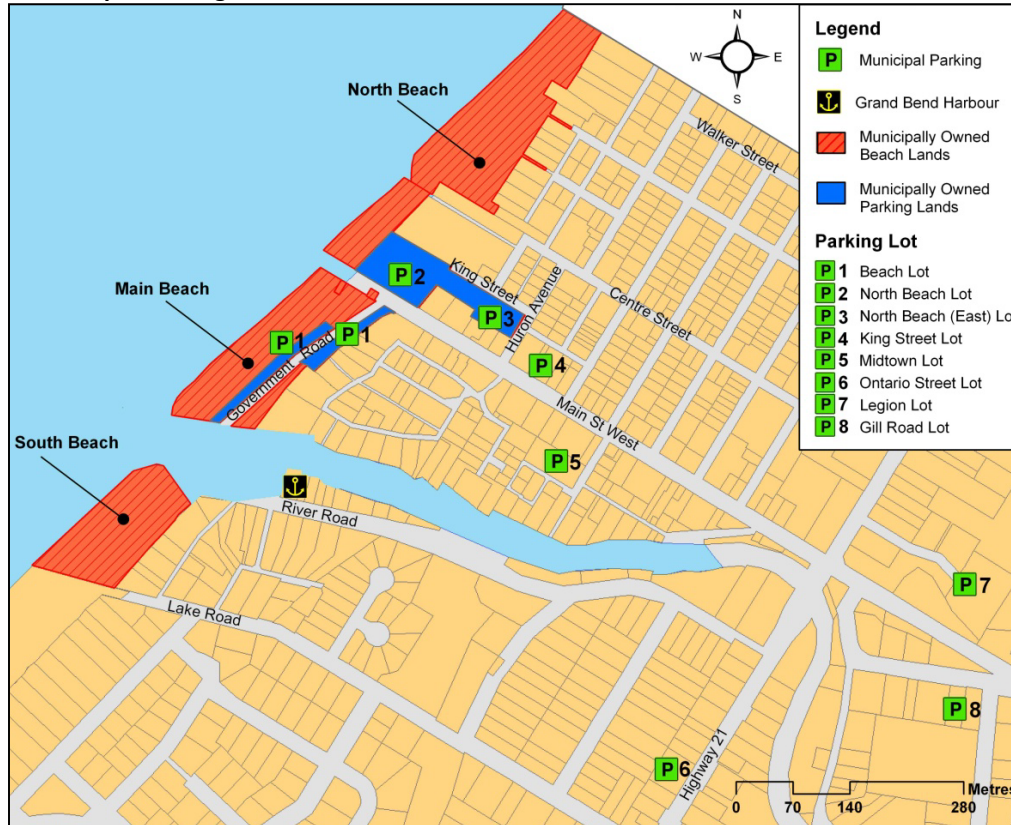 N
W E
S
North Beach
Main Beach
South Beach
Walker Street
King Street
Huron Avenue
Centre Street
Government Road
Main St West
River Road
Lake Road
Highway 21
P 2
P 3
P 1
P 1
P 4
P 5
P 7
P 8
P 6
Legend
P Municipal Parking
Grand Bend Harbour
Municipally Owned
Beach Lands
Municipally Owned
Parking Lands
Parking Lot
P 1 Beach Lot
P 2 North Beach Lot
P 3 North Beach (East) Lo
P 4 King Street Lot
P 5 Midtown Lot
P 6 Ontario Street Lot
P 7 Legion Lot
P 8 Gill Road Lot
Metres
0 70 140 280